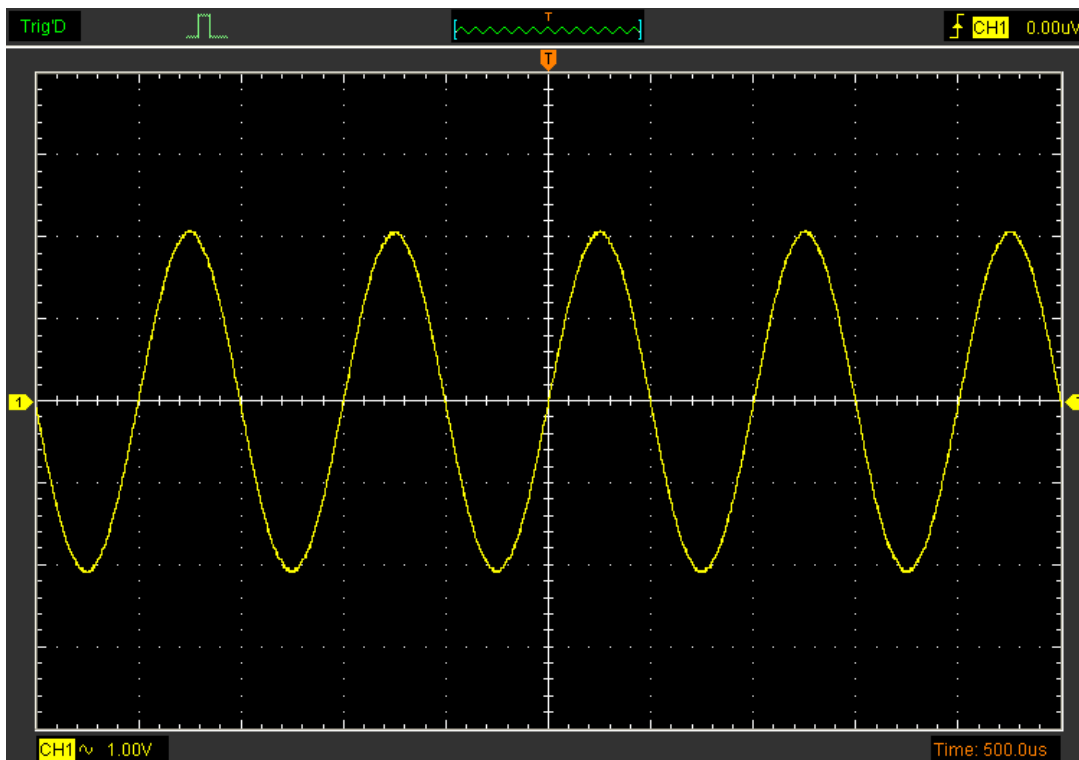 Trig'D
T
CH1 0.00uV
T
1
T
CH1 ∿ 1.00V
Time: 500.0us